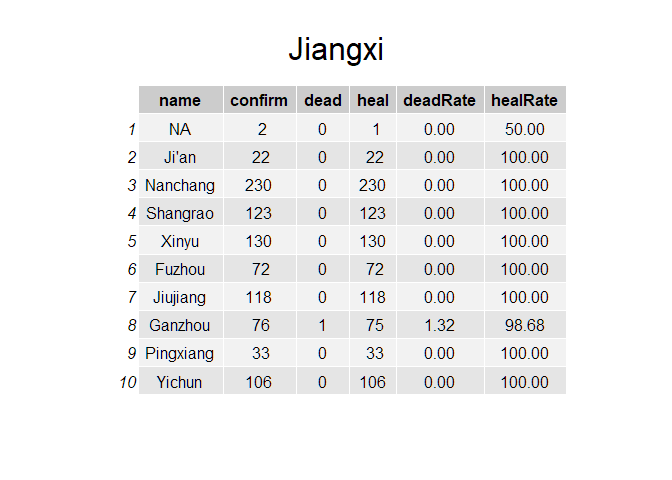 Jiangxi
name confirm dead heal deadRate healRate
1 NA 2 0 1 0.00 50.00
2 Ji'an 22 0 22 0.00 100.00
3 Nanchang 230 0 230 0.00 100.00
4 Shangrao 123 0 123 0.00 100.00
5 Xinyu 130 0 130 0.00 100.00
6 Fuzhou 72 0 72 0.00 100.00
7 Jiujiang 118 0 118 0.00 100.00
8 Ganzhou 76 1 75 1.32 98.68
9 Pingxiang 33 0 33 0.00 100.00
10 Yichun 106 0 106 0.00 100.00